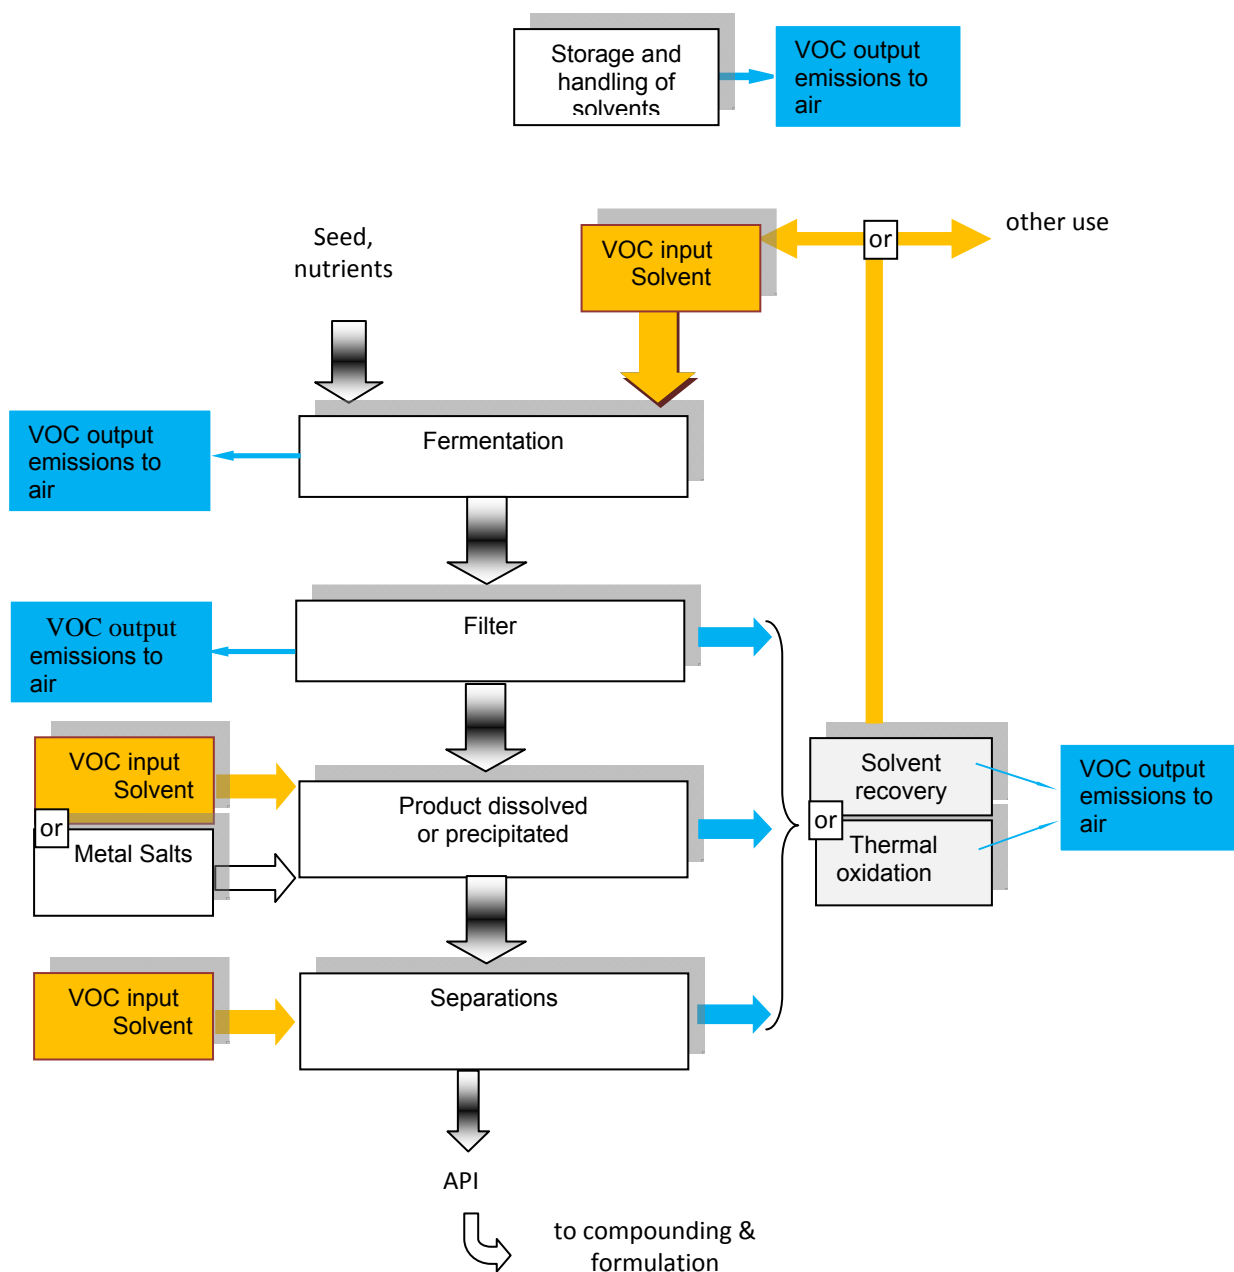 Storage and
handling of
solvents
VOC output
emissions to
air
Seed,
nutrients
VOC input
Solvent
or
other use
VOC output
emissions to
air
Fermentation
VOC output
emissions to
air
Filter
VOC input
Solvent
or
Metal Salts
Product dissolved
or precipitated
Solvent
recovery
or
Thermal
oxidation
VOC output
emissions to
air
VOC input
Solvent
Separations
API
to compounding &
formulation